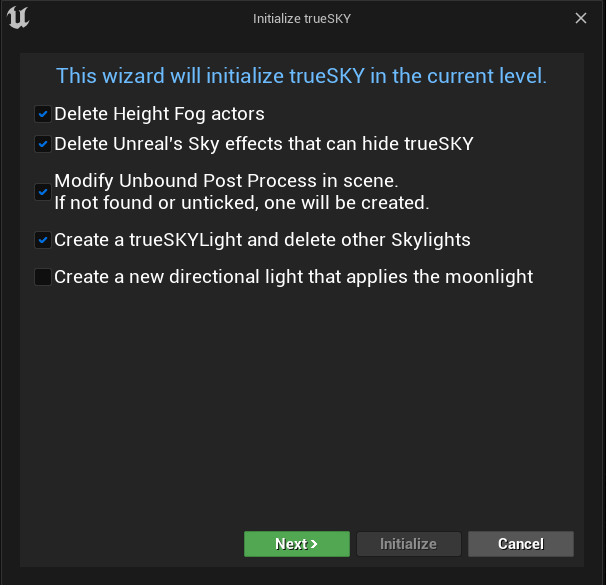 Initialize trueSKY
This wizard will initialize trueSKY in the current level.
Delete Height Fog actors
Delete Unreal's Sky effects that can hide trueSKY
Modify Unbound Post Process in scene.
If not found or unticked, one will be created.
Create a trueSKYLight and delete other Skylights
Create a new directional light that applies the moonlight
Next >
Initialize
Cancel